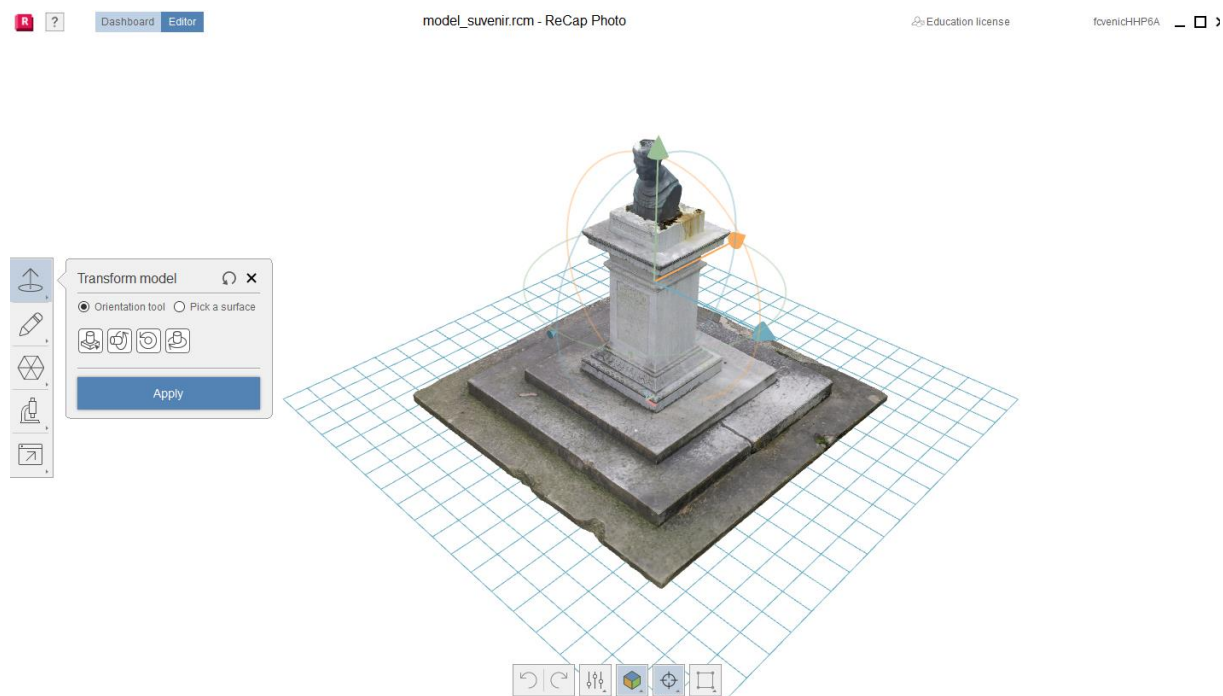 R ? Dashboard Editor model_suvenir.rcm - ReCap Photo Education license fcvenicHHP6A
Transform model
Orientation tool Pick a surface
Apply